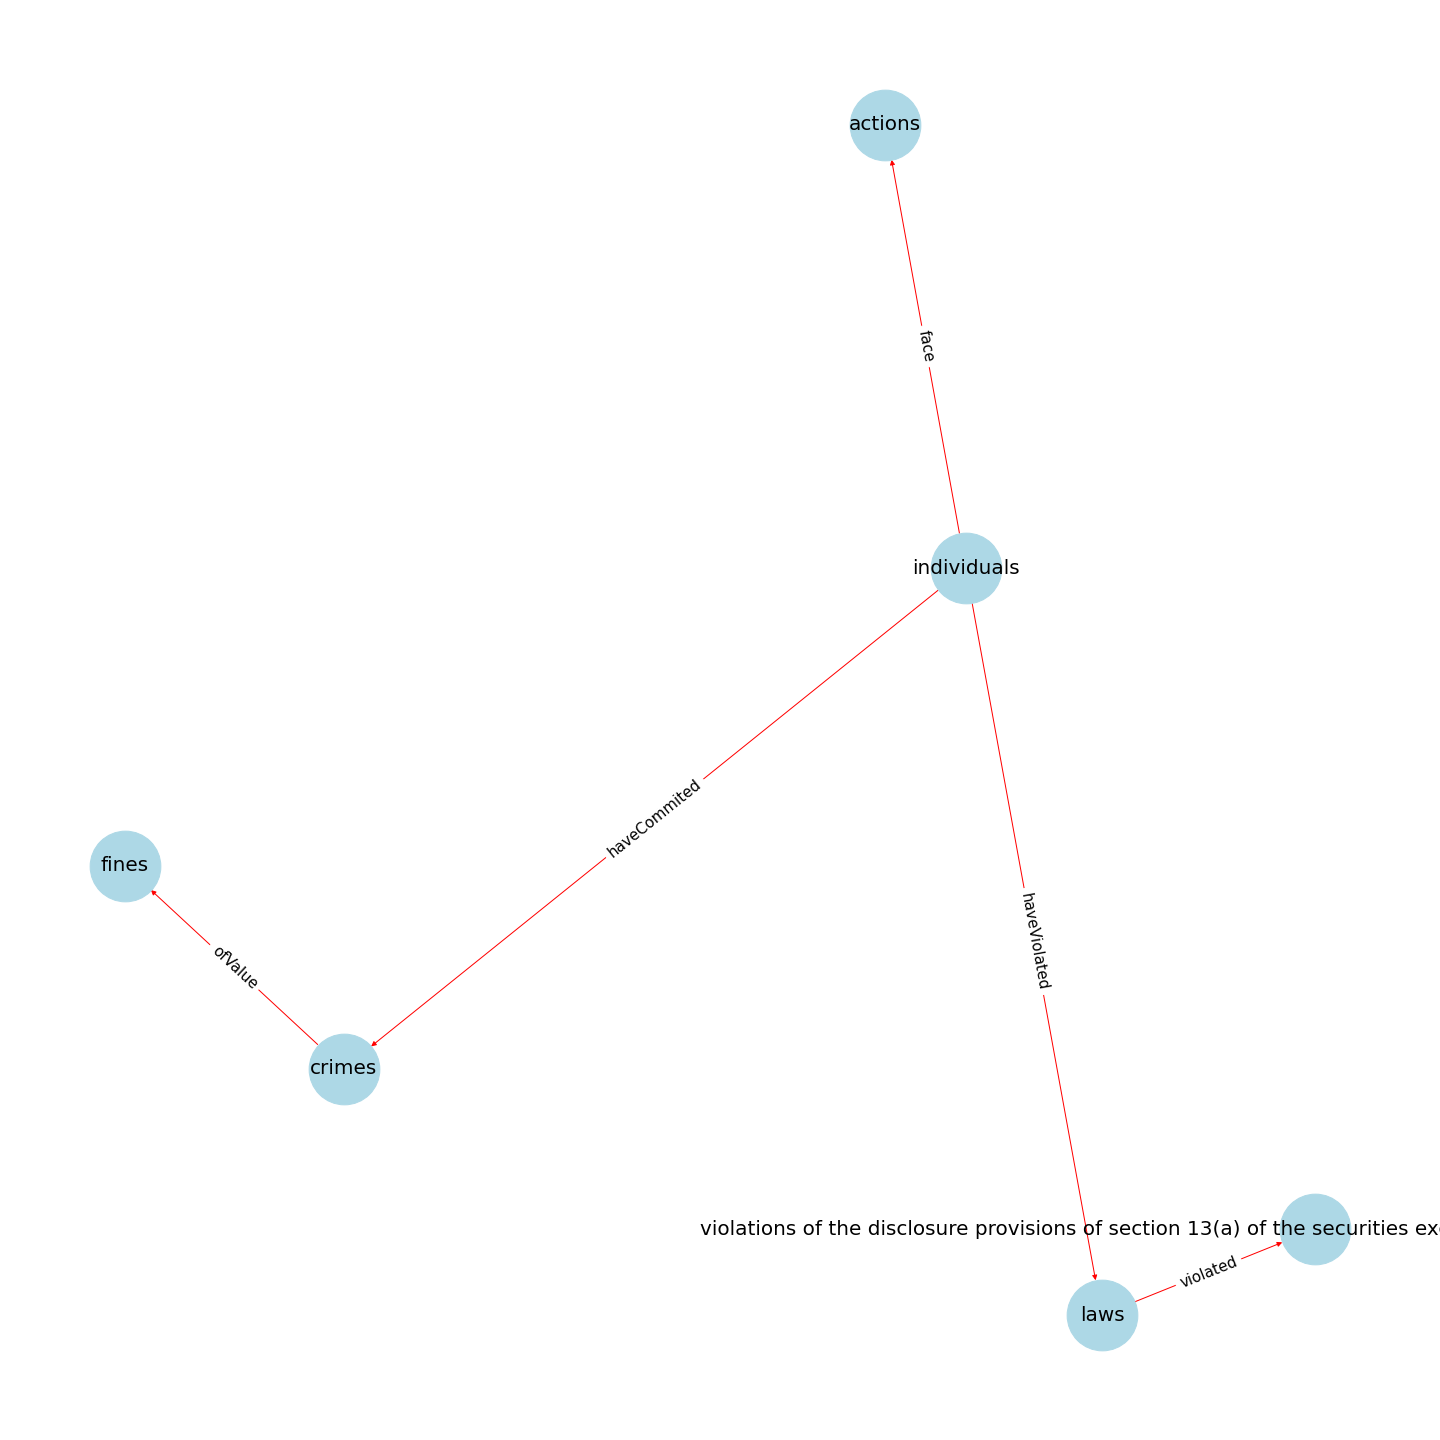 actions
face
individuals
haveCommited
fines
haveViolated
ofValue
crimes
violations of the disclosure provisions of section 13(a) of the securities
violated
laws